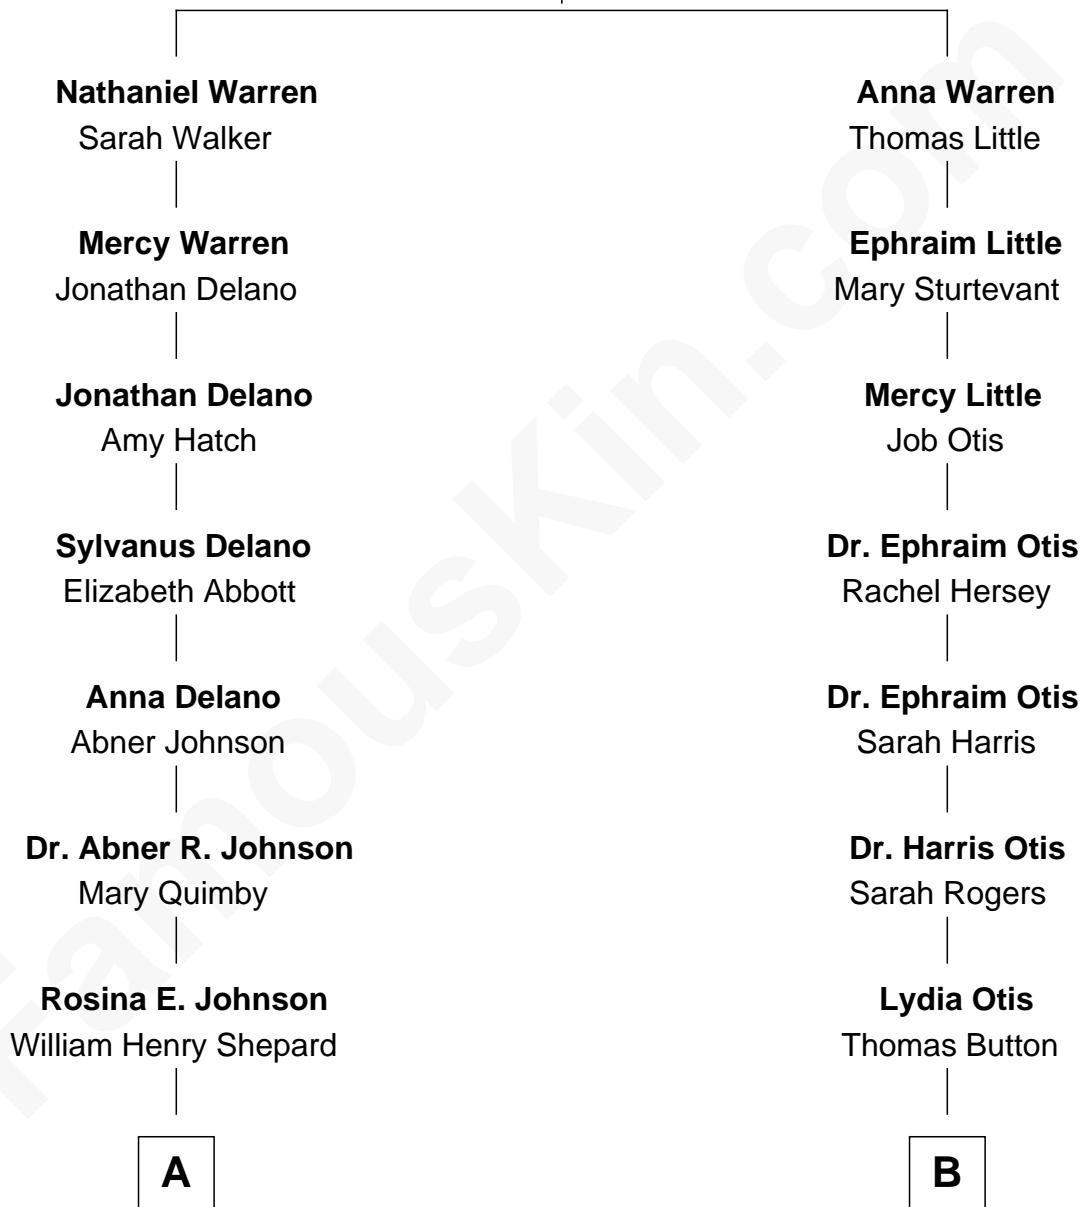 Nathaniel Warren
Sarah Walker
Mercy Warren
Jonathan Delano
Jonathan Delano
Amy Hatch
Sylvanus Delano
Elizabeth Abbott
Anna Delano
Abner Johnson
Dr. Abner R. Johnson
Mary Quimby
Rosina E. Johnson
William Henry Shepard
A
Anna Warren
Thomas Little
Ephraim Little
Mary Sturtevant
Mercy Little
Job Otis
Dr. Ephraim Otis
Rachel Hersey
Dr. Ephraim Otis
Sarah Harris
Dr. Harris Otis
Sarah Rogers
Lydia Otis
Thomas Button
B
FamousKin.com